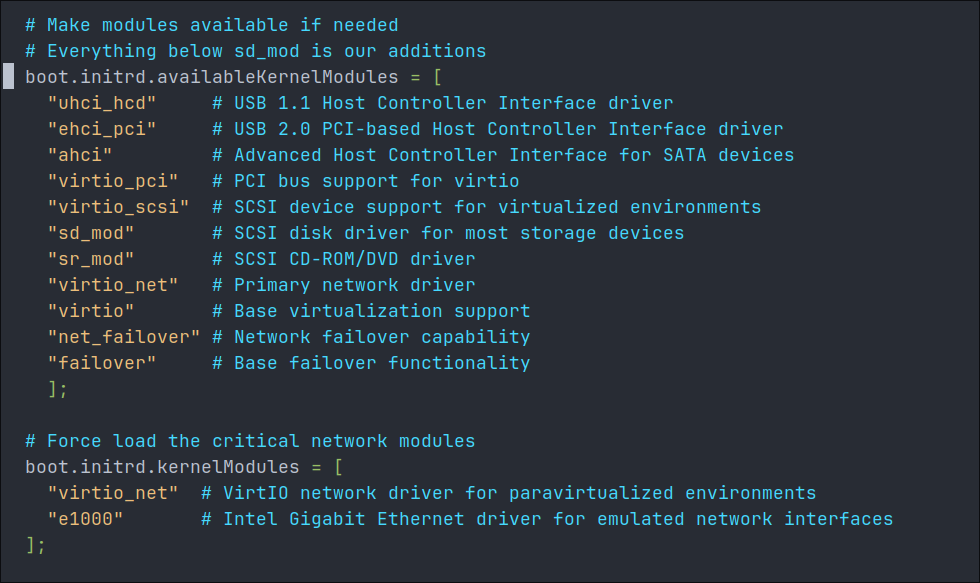 # Make modules available if needed
# Everything below sd_mod is our additions
boot.initrd.availableKernelModules = [
"uhci_hcd" # USB 1.1 Host Controller Interface driver
"ehci_pci" # USB 2.0 PCI-based Host Controller Interface driver
"ahci" # Advanced Host Controller Interface for SATA devices
"virtio_pci" # PCI bus support for virtio
"virtio_scsi" # SCSI device support for virtualized environments
"sd_mod" # SCSI disk driver for most storage devices
"sr_mod" # SCSI CD-ROM/DVD driver
"virtio_net" # Primary network driver
"virtio" # Base virtualization support
"net_failover" # Network failover capability
"failover" # Base failover functionality
];
# Force load the critical network modules
boot.initrd.kernelModules = [
"virtio_net" # VirtIO network driver for paravirtualized environments
"e1000" # Intel Gigabit Ethernet driver for emulated network interfaces
];